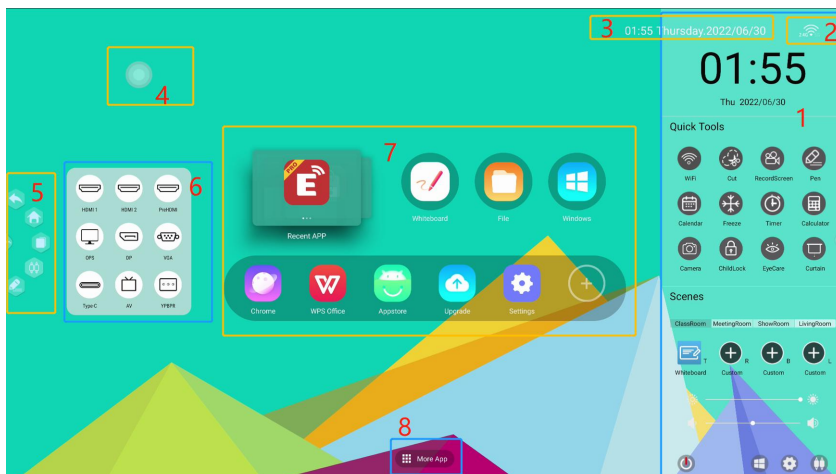 3
01:55 Thursday.2022/06/30
2
01:55
Thu 2022/06/30
1
4
Quick Tools
WiFi Cut RecordScreen Pen
Calendar Freeze Timer Calculator
Camera ChildLock EyeCare Curtain
5
6
HDMI 1 HDMI 2 PreHDMI
OPS DP VGA
Type-C AV YPBPR
7
PRO
E
Recent APP
Whiteboard File Windows
Chrome WPS Office Appstore Upgrade Settings
Scenes
ClassRoom MeetingRoom ShowRoom LivingRoom
T R B L
Whiteboard Custom Custom Custom
8
More App